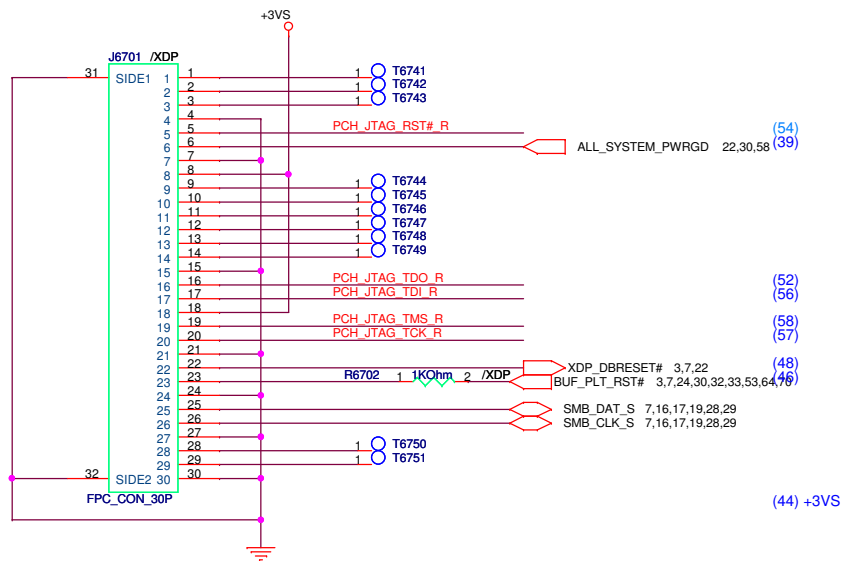 +3VS
J6701 /XDP
31 SIDE1 1 1 1 T6741
2 2 1 T6742
3 3 1 T6743
4 4
5 5 PCH_JTAG_RST#_R (54)
6 6 ALL_SYSTEM_PWRGD 22,30,58 (39)
7 7
8 8
9 9 1 T6744
10 10 1 T6745
11 11 1 T6746
12 12 1 T6747
13 13 1 T6748
14 14 1 T6749
15 15
16 16 PCH_JTAG_TDO_R (52)
17 17 PCH_JTAG_TDI_R (56)
18 18
19 19 PCH_JTAG_TMS_R (58)
20 20 PCH_JTAG_TCK_R (57)
21 21
22 22 XDP_DBRESET# 3,7,22 (48)
23 23 R6702 1 1KOhm 2 /XDP BUF_PLT_RST# 3,7,24,30,32,33,53,64,70 (46)
24 24
25 25 SMB_DAT_S 7,16,17,19,28,29
26 26 SMB_CLK_S 7,16,17,19,28,29
27 27
28 28 1 T6750
29 29 1 T6751
32 SIDE2 30 30
FPC_CON_30P
(44) +3VS